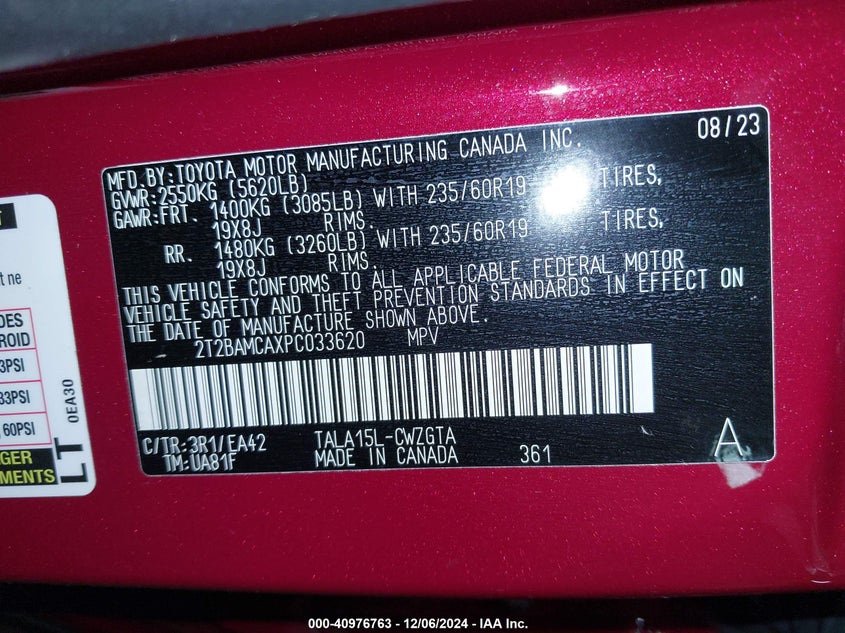 08/23
MFD. BY:TOYOTA MOTOR MANUFACTURING CANADA INC.
GVWR:2550KG (5620LB)
GAWR:FRT. 1400KG (3085LB) WITH 235/60R19 TIRES,
19X8J RIMS.
RR. 1480KG (3260LB) WITH 235/60R19 TIRES,
19X8J RIMS.
THIS VEHICLE CONFORMS TO ALL APPLICABLE FEDERAL MOTOR
VEHICLE SAFETY AND THEFT PREVENTION STANDARDS IN EFFECT ON
THE DATE OF MANUFACTURE SHOWN ABOVE.
2T2BAMCAXPC033620 MPV
C/TR:3R1/EA42 TALA15L-CWZGTA
TM:UA81F MADE IN CANADA 361
A
t ne
3PSI
33PSI
60PSI
LT 0EA30
000-40976763 - 12/06/2024 - IAA Inc.